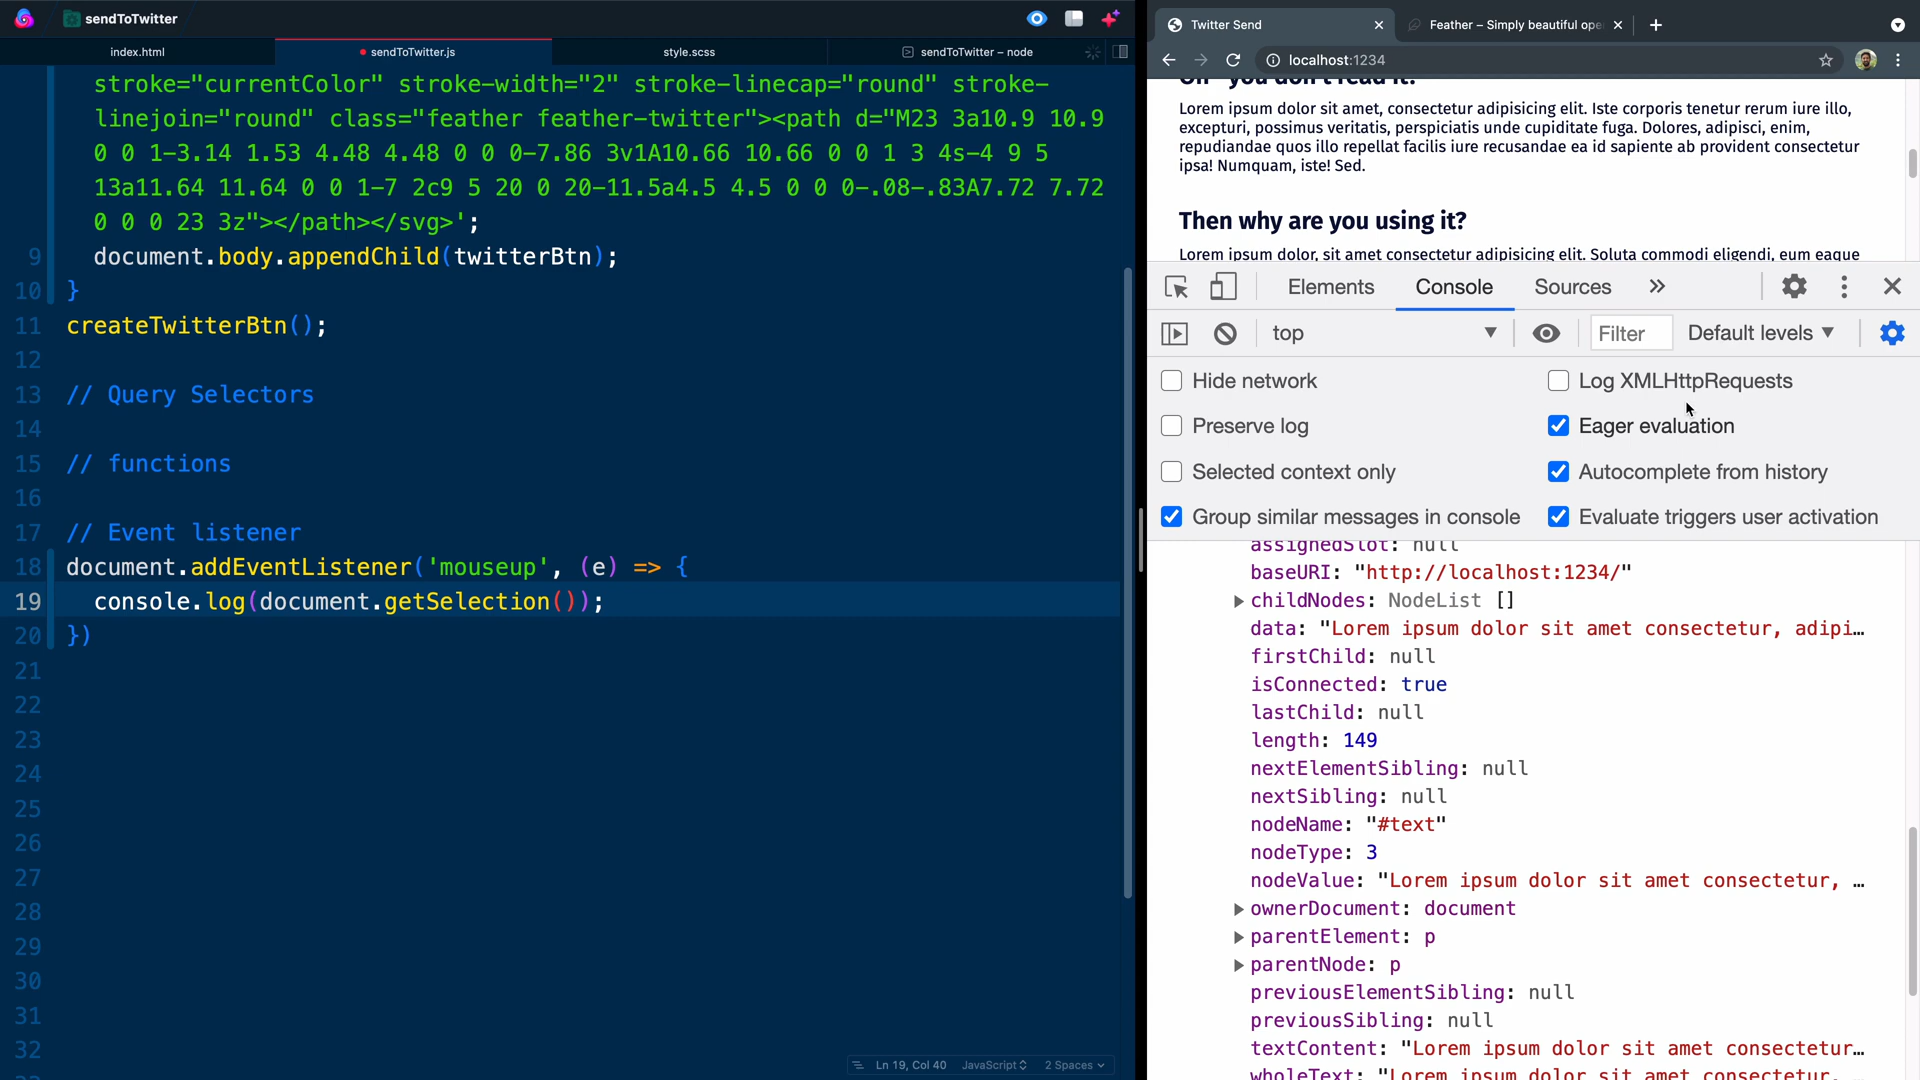 sendToTwitter
index.html
sendToTwitter.js
style.scss
sendToTwitter – node
stroke="currentColor" stroke-width="2" stroke-linecap="round" stroke-
linejoin="round" class="feather feather-twitter"><path d="M23 3a10.9 10.9
0 0 1-3.14 1.53 4.48 4.48 0 0 0-7.86 3v1A10.66 10.66 0 0 1 3 4s-4 9 5
13a11.64 11.64 0 0 1-7 2c9 5 20 0 20-11.5a4.5 4.5 0 0 0-.08-.83A7.72 7.72
0 0 0 23 3z"></path></svg>';
9 document.body.appendChild(twitterBtn);
10 }
11 createTwitterBtn();
12
13 // Query Selectors
14
15 // functions
16
17 // Event listener
18 document.addEventListener('mouseup', (e) => {
19 console.log(document.getSelection());
20 })
21
22
23
24
25
26
27
28
29
30
31
32
Ln 19, Col 40 JavaScript 2 Spaces
Twitter Send
Feather – Simply beautiful ope
localhost:1234
Oh you don't read it?
Lorem ipsum dolor sit amet, consectetur adipisicing elit. Iste corporis tenetur rerum iure illo,
excepturi, possimus veritatis, perspiciatis unde cupiditate fuga. Dolores, adipisci, enim,
repudiandae quos illo repellat facilis iure recusandae ea id sapiente ab provident consectetur
ipsa! Numquam, iste! Sed.
Then why are you using it?
Lorem ipsum dolor, sit amet consectetur adipisicing elit. Soluta commodi eligendi, eum eaque
Elements Console Sources
top Filter Default levels
Hide network
Log XMLHttpRequests
Preserve log
Eager evaluation
Selected context only
Autocomplete from history
Group similar messages in console
Evaluate triggers user activation
assignedSlot: null
baseURI: "http://localhost:1234/"
childNodes: NodeList []
data: "Lorem ipsum dolor sit amet consectetur, adipi…
firstChild: null
isConnected: true
lastChild: null
length: 149
nextElementSibling: null
nextSibling: null
nodeName: "#text"
nodeType: 3
nodeValue: "Lorem ipsum dolor sit amet consectetur, …
ownerDocument: document
parentElement: p
parentNode: p
previousElementSibling: null
previousSibling: null
textContent: "Lorem ipsum dolor sit amet consectetur…
wholeText: "Lorem ipsum dolor sit amet consectetur, a…